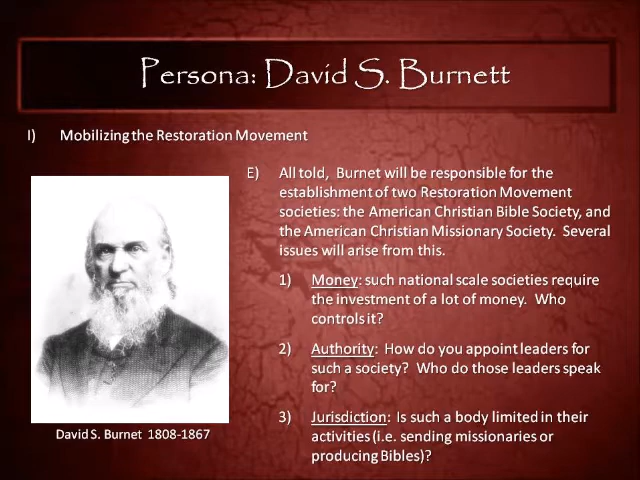 Persona: David S. Burnett
I) Mobilizing the Restoration Movement
E) All told, Burnet will be responsible for the
establishment of two Restoration Movement
societies: the American Christian Bible Society, and
the American Christian Missionary Society. Several
issues will arise from this.
1) Money: such national scale societies require
the investment of a lot of money. Who
controls it?
2) Authority: How do you appoint leaders for
such a society? Who do those leaders speak
for?
3) Jurisdiction: Is such a body limited in their
activities (i.e. sending missionaries or
producing Bibles)?
David S. Burnet 1808-1867